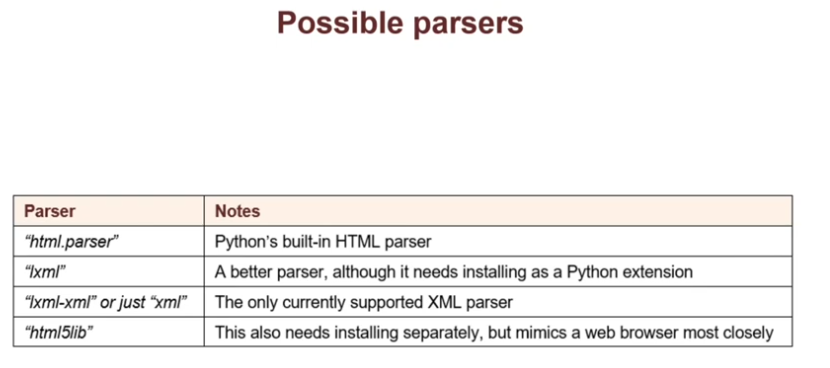 Possible parsers
Parser Notes
“html.parser” Python’s built-in HTML parser
“lxml” A better parser, although it needs installing as a Python extension
“lxml-xml” or just “xml” The only currently supported XML parser
“html5lib” This also needs installing separately, but mimics a web browser most closely